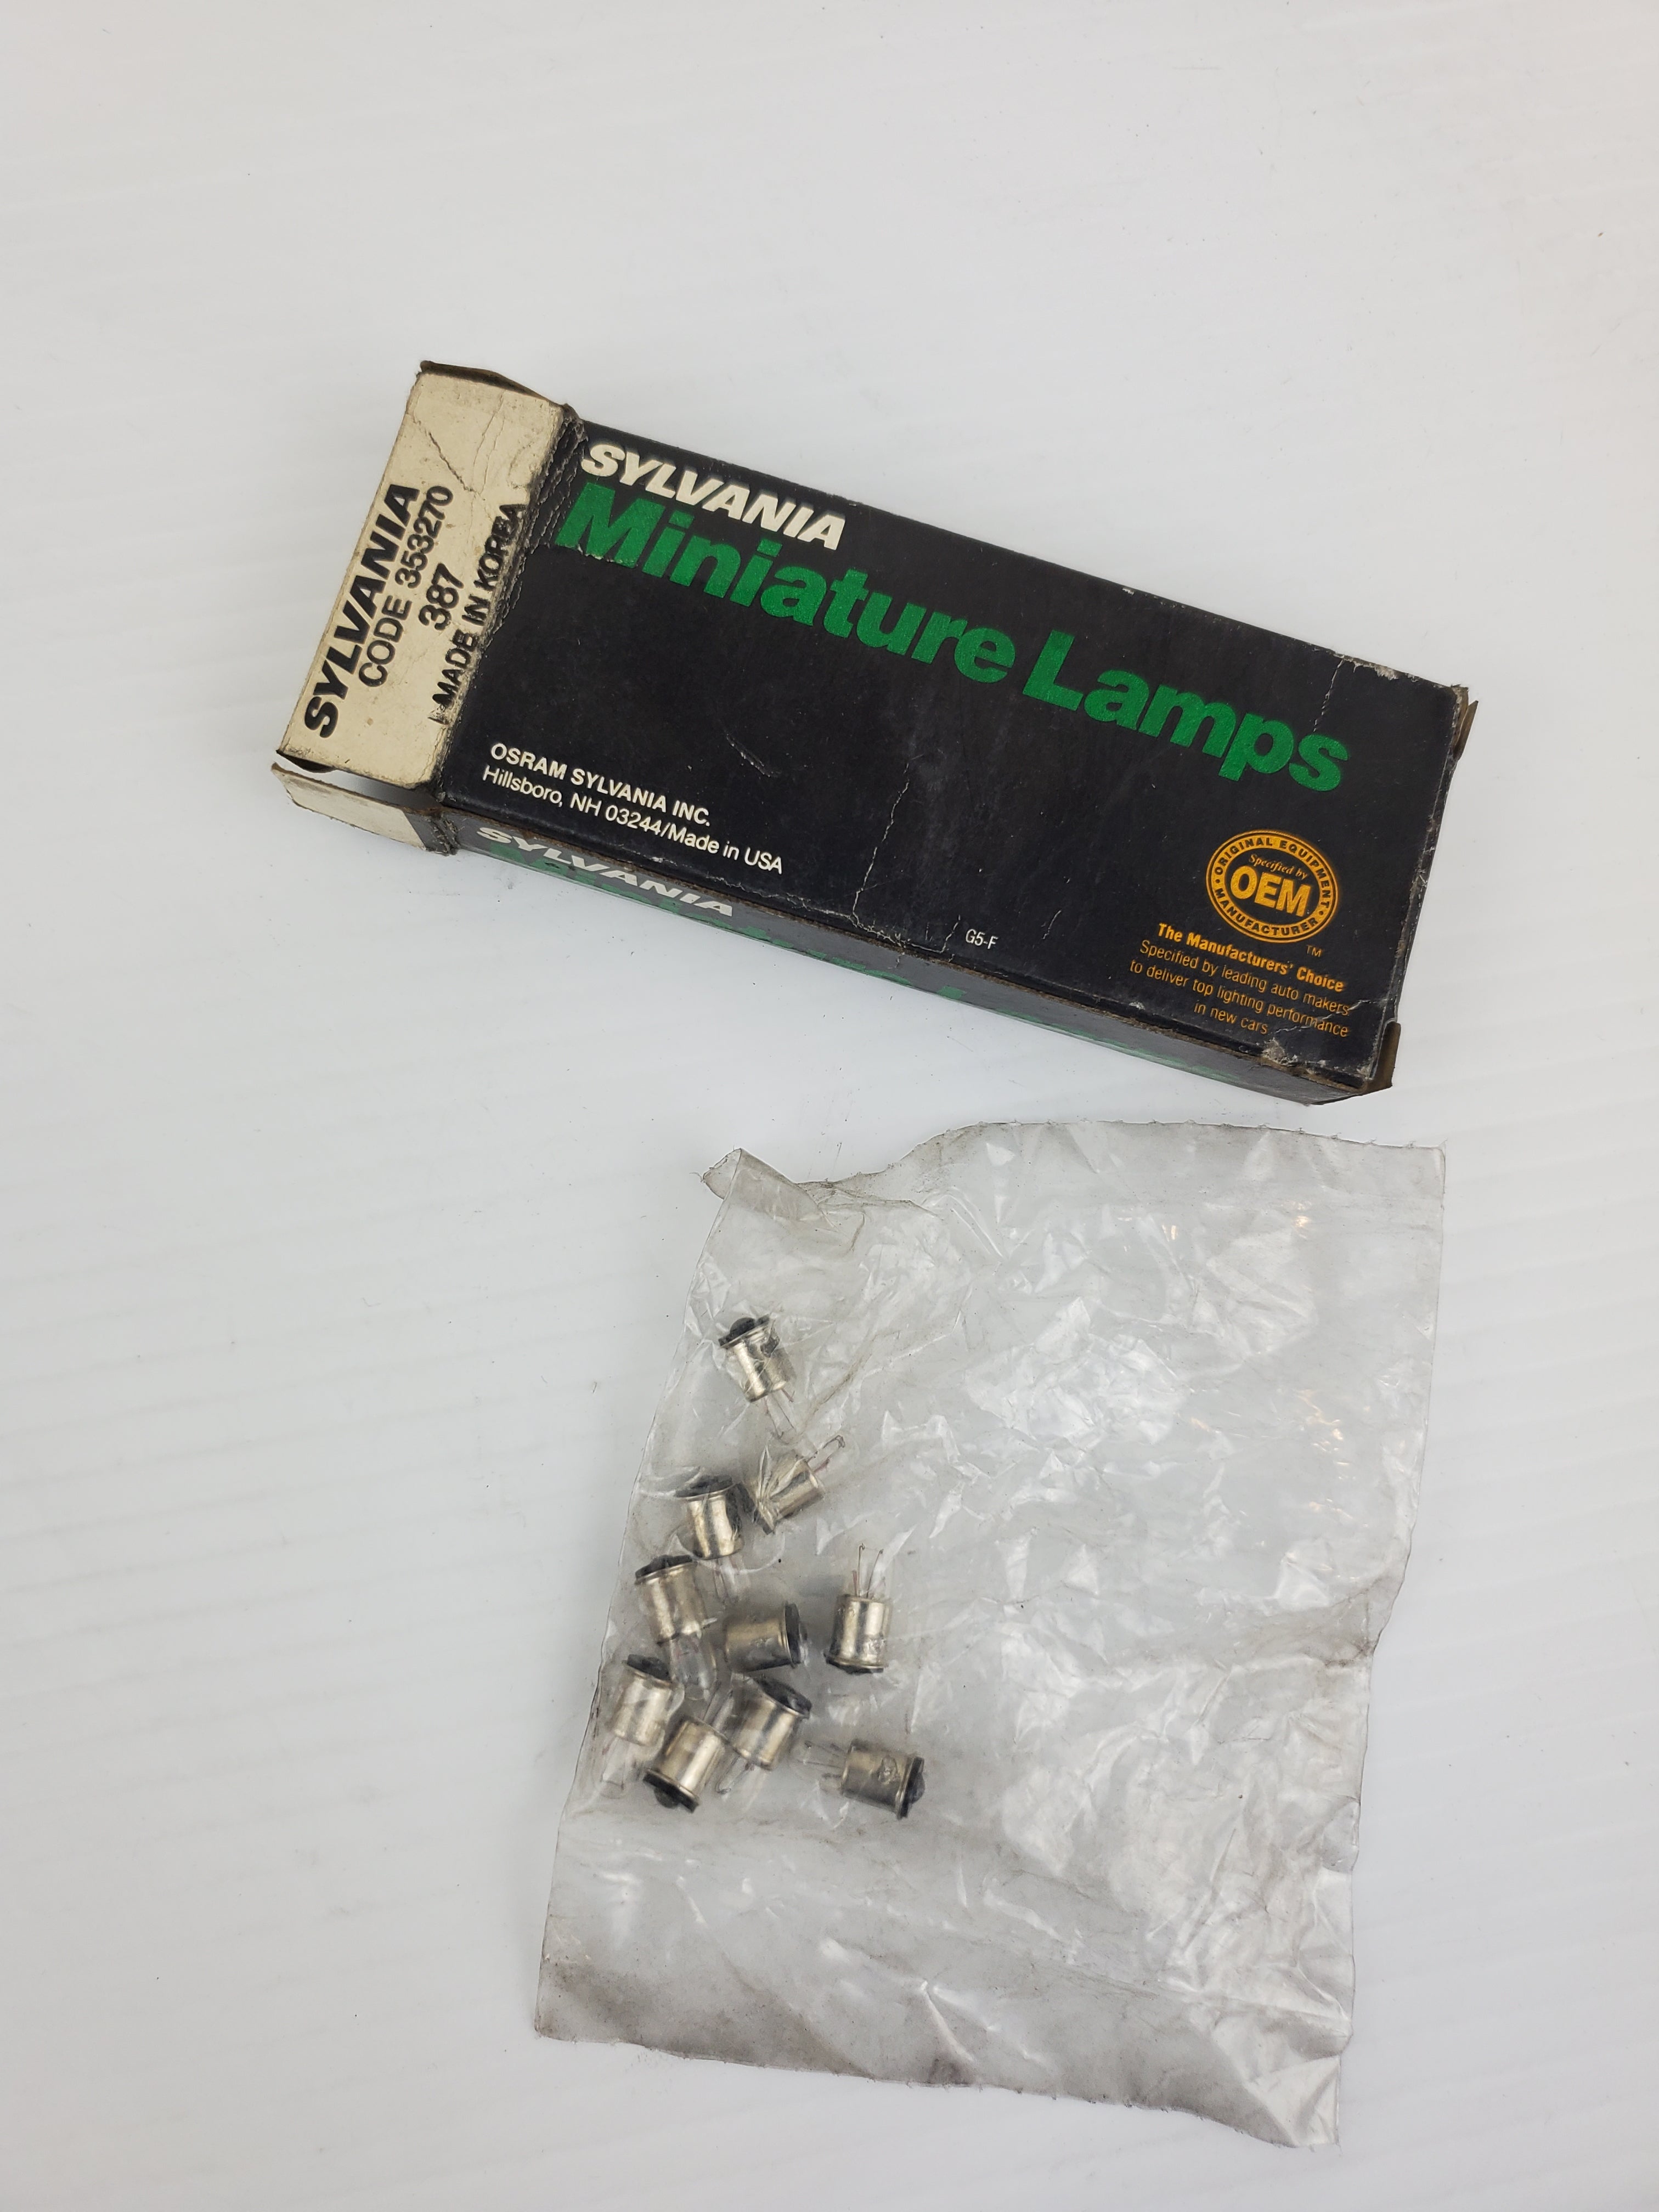 SYLVANIA
CODE 353270
387
MADE IN KOREA
SYLVANIA
Miniature Lamps
OSRAM SYLVANIA INC.
Hillsboro, NH 03244/Made in USA
G5-F
ORIGINAL EQUIPMENT
Specified by
OEM
MANUFACTURER
TM
The Manufacturers' Choice
Specified by leading auto makers
to deliver top lighting performance
in new cars
SYLVANIA